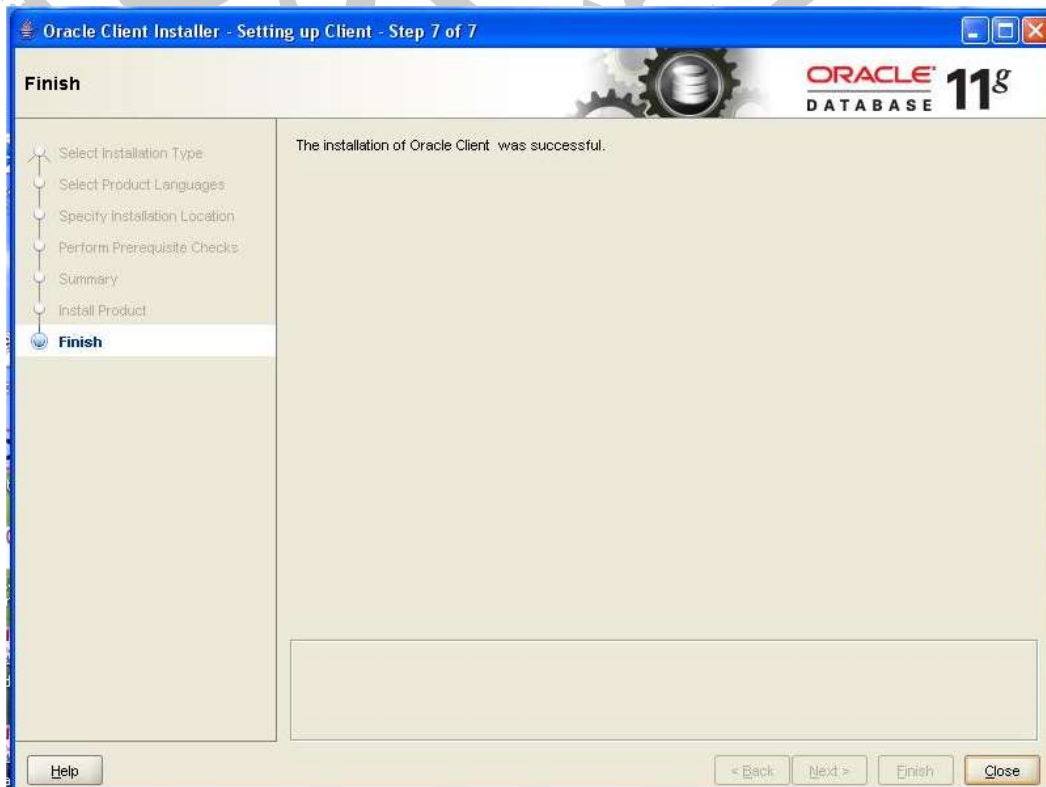 Oracle Client Installer - Setting up Client - Step 7 of 7
Finish
ORACLE
DATABASE 11g
Select Installation Type
Select Product Languages
Specify Installation Location
Perform Prerequisite Checks
Summary
Install Product
Finish
The installation of Oracle Client was successful.
Help
< Back
Next >
Finish
Close